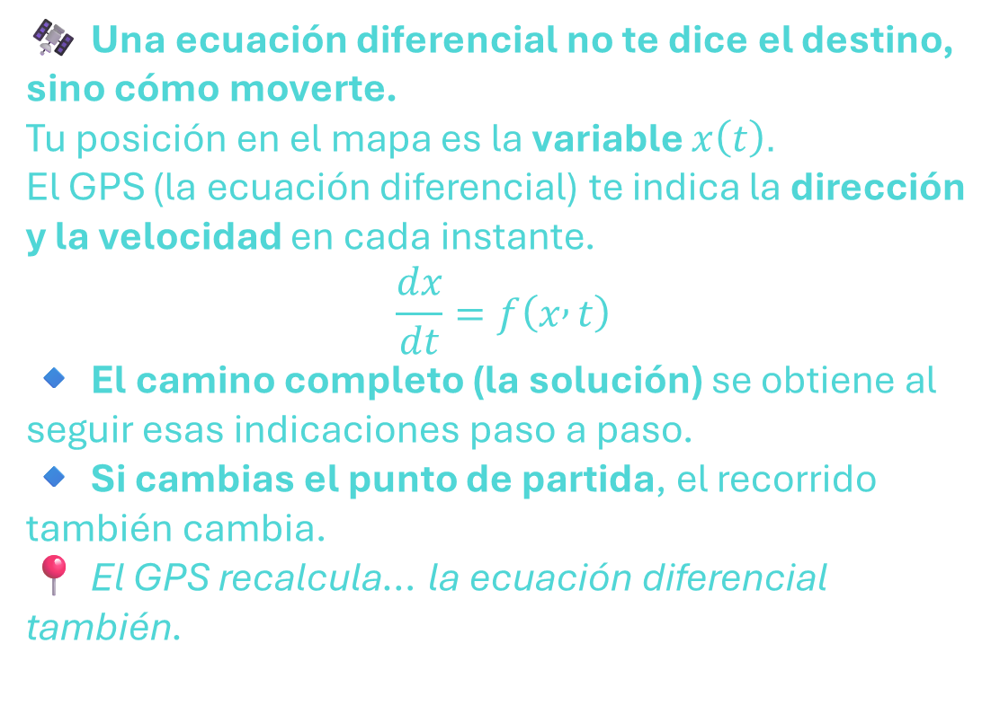 🛰️ Una ecuación diferencial no te dice el destino,
sino cómo moverte.
Tu posición en el mapa es la variable x(t).
El GPS (la ecuación diferencial) te indica la dirección
y la velocidad en cada instante.
dx/dt = f(x, t)
🔹 El camino completo (la solución) se obtiene al
seguir esas indicaciones paso a paso.
🔹 Si cambias el punto de partida, el recorrido
también cambia.
📍 El GPS recalcula... la ecuación diferencial
también.